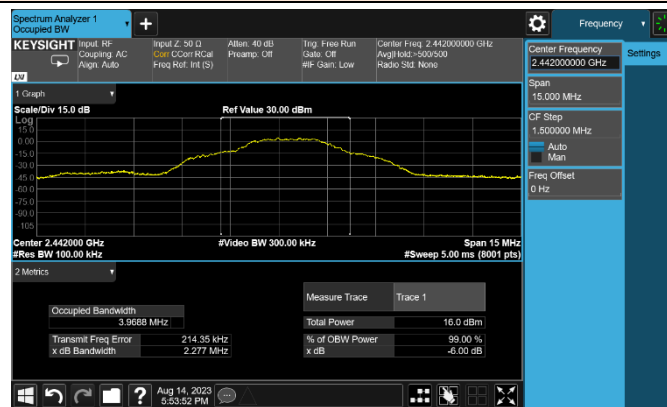 Spectrum Analyzer 1
Occupied BW
+
Frequency
KEYSIGHT
Input: RF
Coupling: AC
Align: Auto
Input Z: 50 Ω
Corr CCorr RCal
Freq Ref: Int (S)
Atten: 40 dB
Preamp: Off
Trig: Free Run
Gate: Off
#IF Gain: Low
Center Freq: 2.442000000 GHz
Avg|Hold:>500/500
Radio Std: None
LXI
1 Graph
Scale/Div 15.0 dB
Ref Value 30.00 dBm
Log
15.0
0.00
-15.0
-30.0
-45.0
-60.0
-75.0
-90.0
-105
Center 2.442000 GHz
#Res BW 100.00 kHz
#Video BW 300.00 kHz
Span 15 MHz
#Sweep 5.00 ms (8001 pts)
2 Metrics
Measure Trace
Trace 1
Occupied Bandwidth
3.9688 MHz
Total Power
16.0 dBm
Transmit Freq Error
214.35 kHz
% of OBW Power
99.00 %
x dB Bandwidth
2.277 MHz
x dB
-6.00 dB
Aug 14, 2023
5:53:52 PM
?
Center Frequency
2.442000000 GHz
Settings
Span
15.000 MHz
CF Step
1.500000 MHz
Auto
Man
Freq Offset
0 Hz